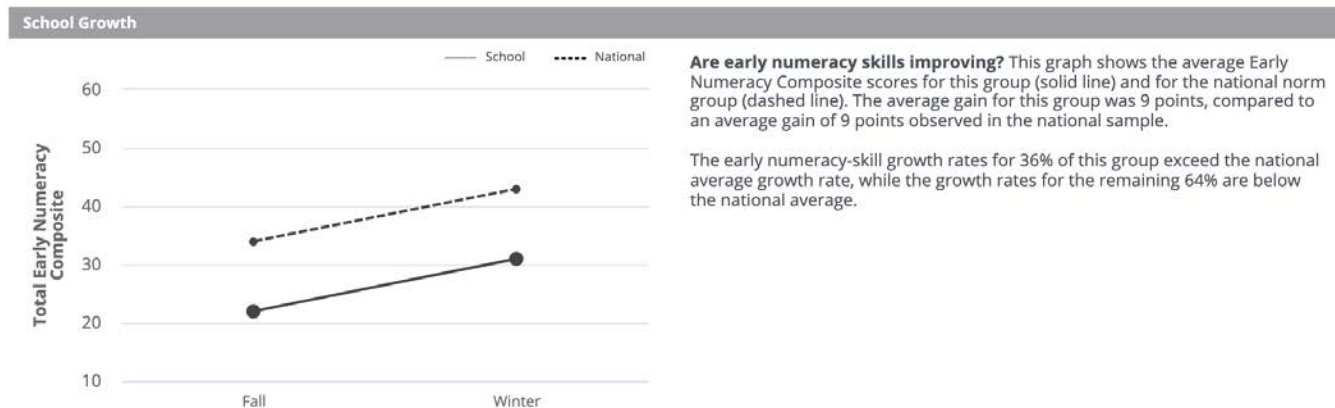 School Growth
School
National
60
50
40
30
20
10
Total Early Numeracy
Composite
Fall
Winter
Are early numeracy skills improving? This graph shows the average Early
Numeracy Composite scores for this group (solid line) and for the national norm
group (dashed line). The average gain for this group was 9 points, compared to
an average gain of 9 points observed in the national sample.
The early numeracy-skill growth rates for 36% of this group exceed the national
average growth rate, while the growth rates for the remaining 64% are below
the national average.